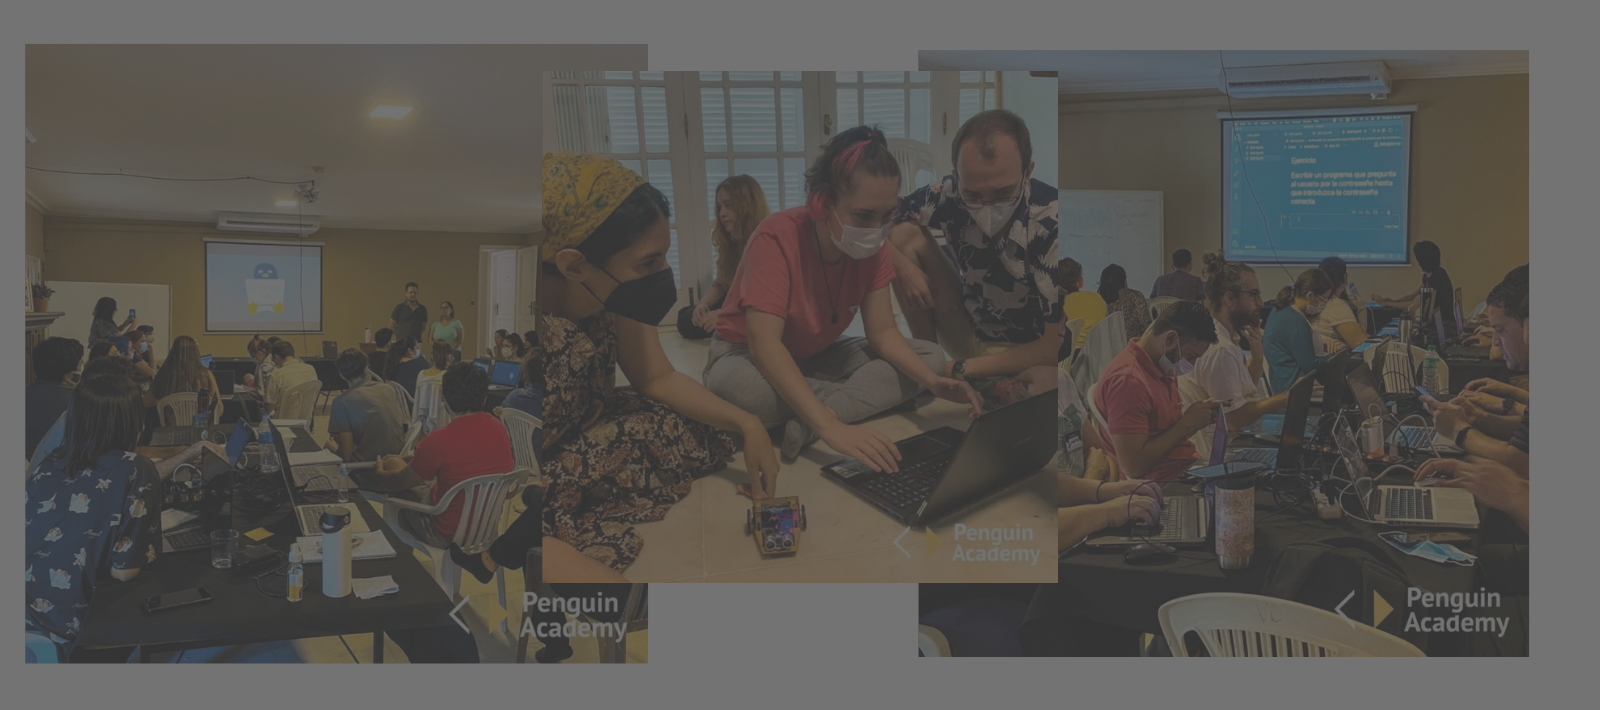 Ejercicio
Escribir un programa que pregunte
al usuario por la contraseña hasta
que introduzca la contraseña
correcta
Penguin
Academy
Penguin
Academy
Penguin
Academy